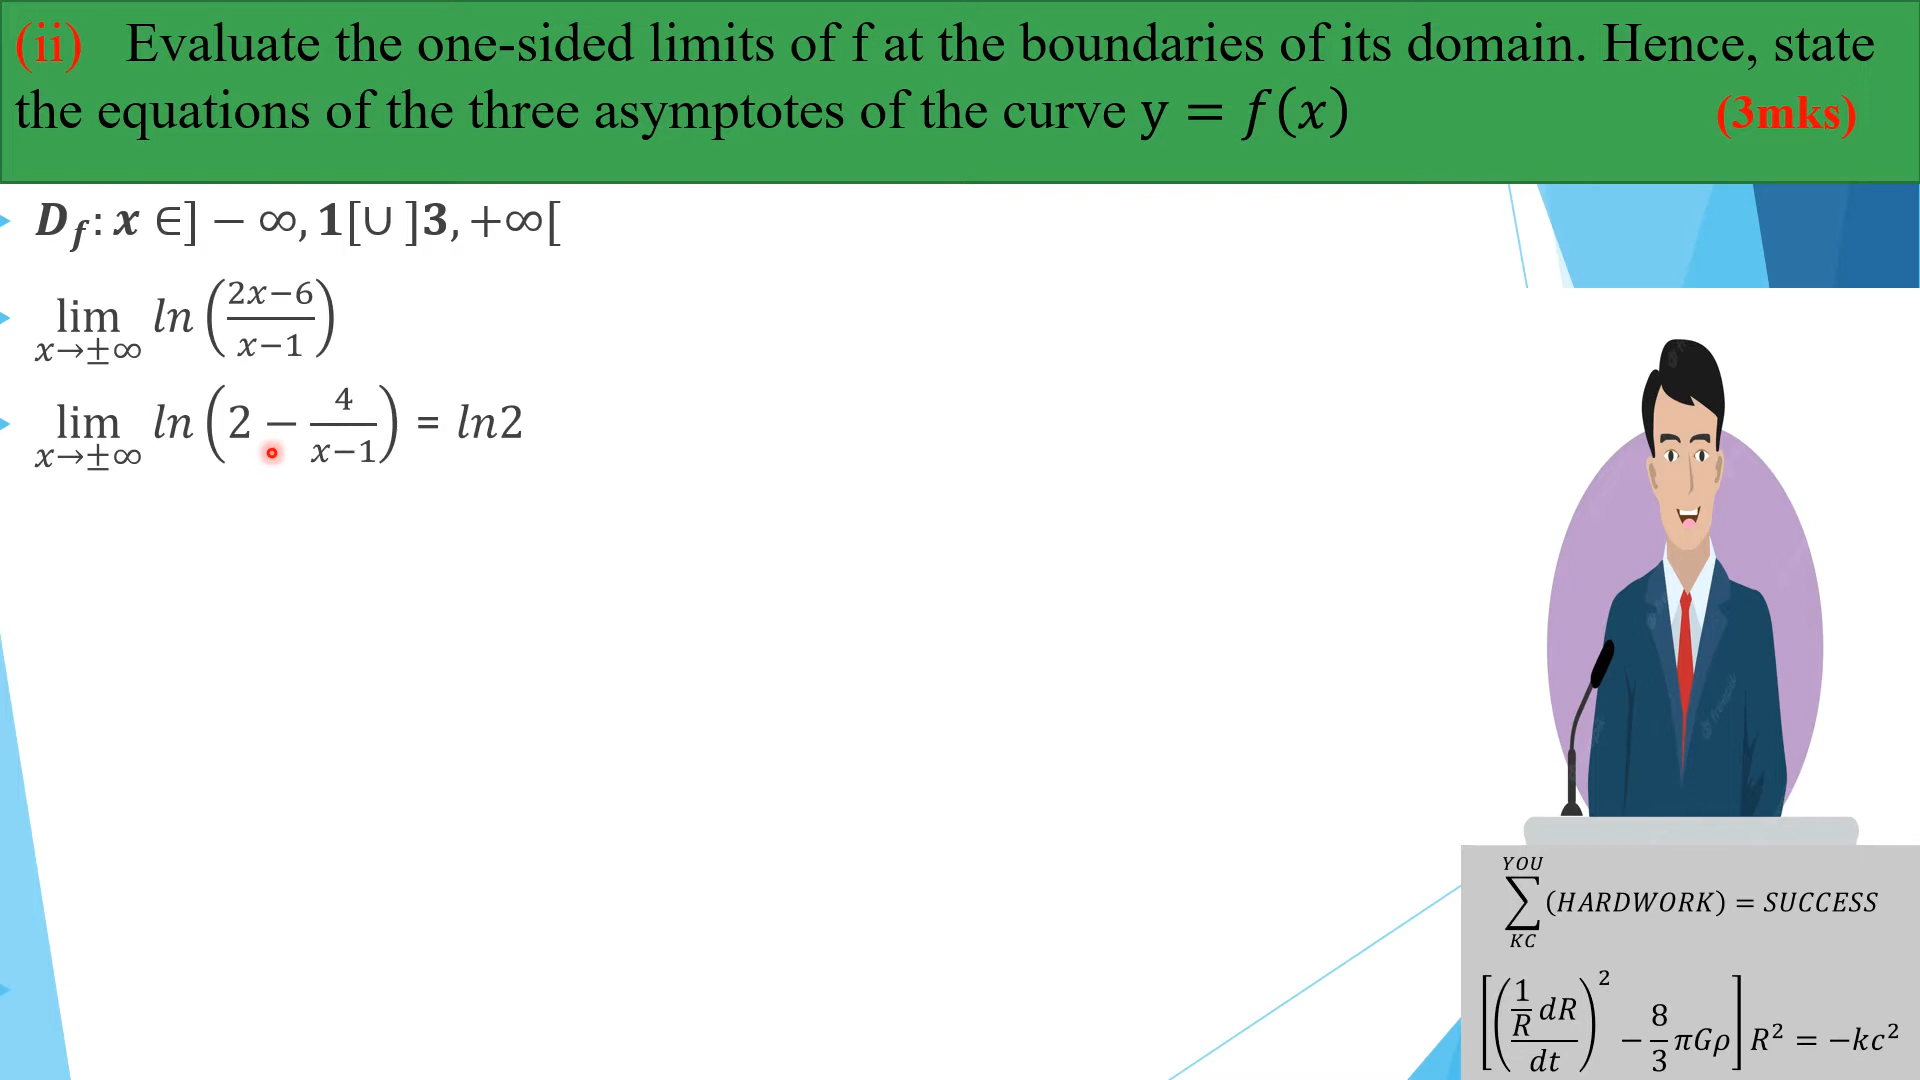 (ii) Evaluate the one-sided limits of f at the boundaries of its domain. Hence, state
the equations of the three asymptotes of the curve y = f(x) (3mks)
D_f: x ∈] − ∞, 1[∪ ]3, +∞[
lim_{x→±∞} ln((2x−6)/(x−1))
lim_{x→±∞} ln(2 − 4/(x−1)) = ln2
∑_{KC}^{YOU}(HARDWORK) = SUCCESS
[((1/R dR)/dt)² − 8/3 πGρ] R² = −kc²